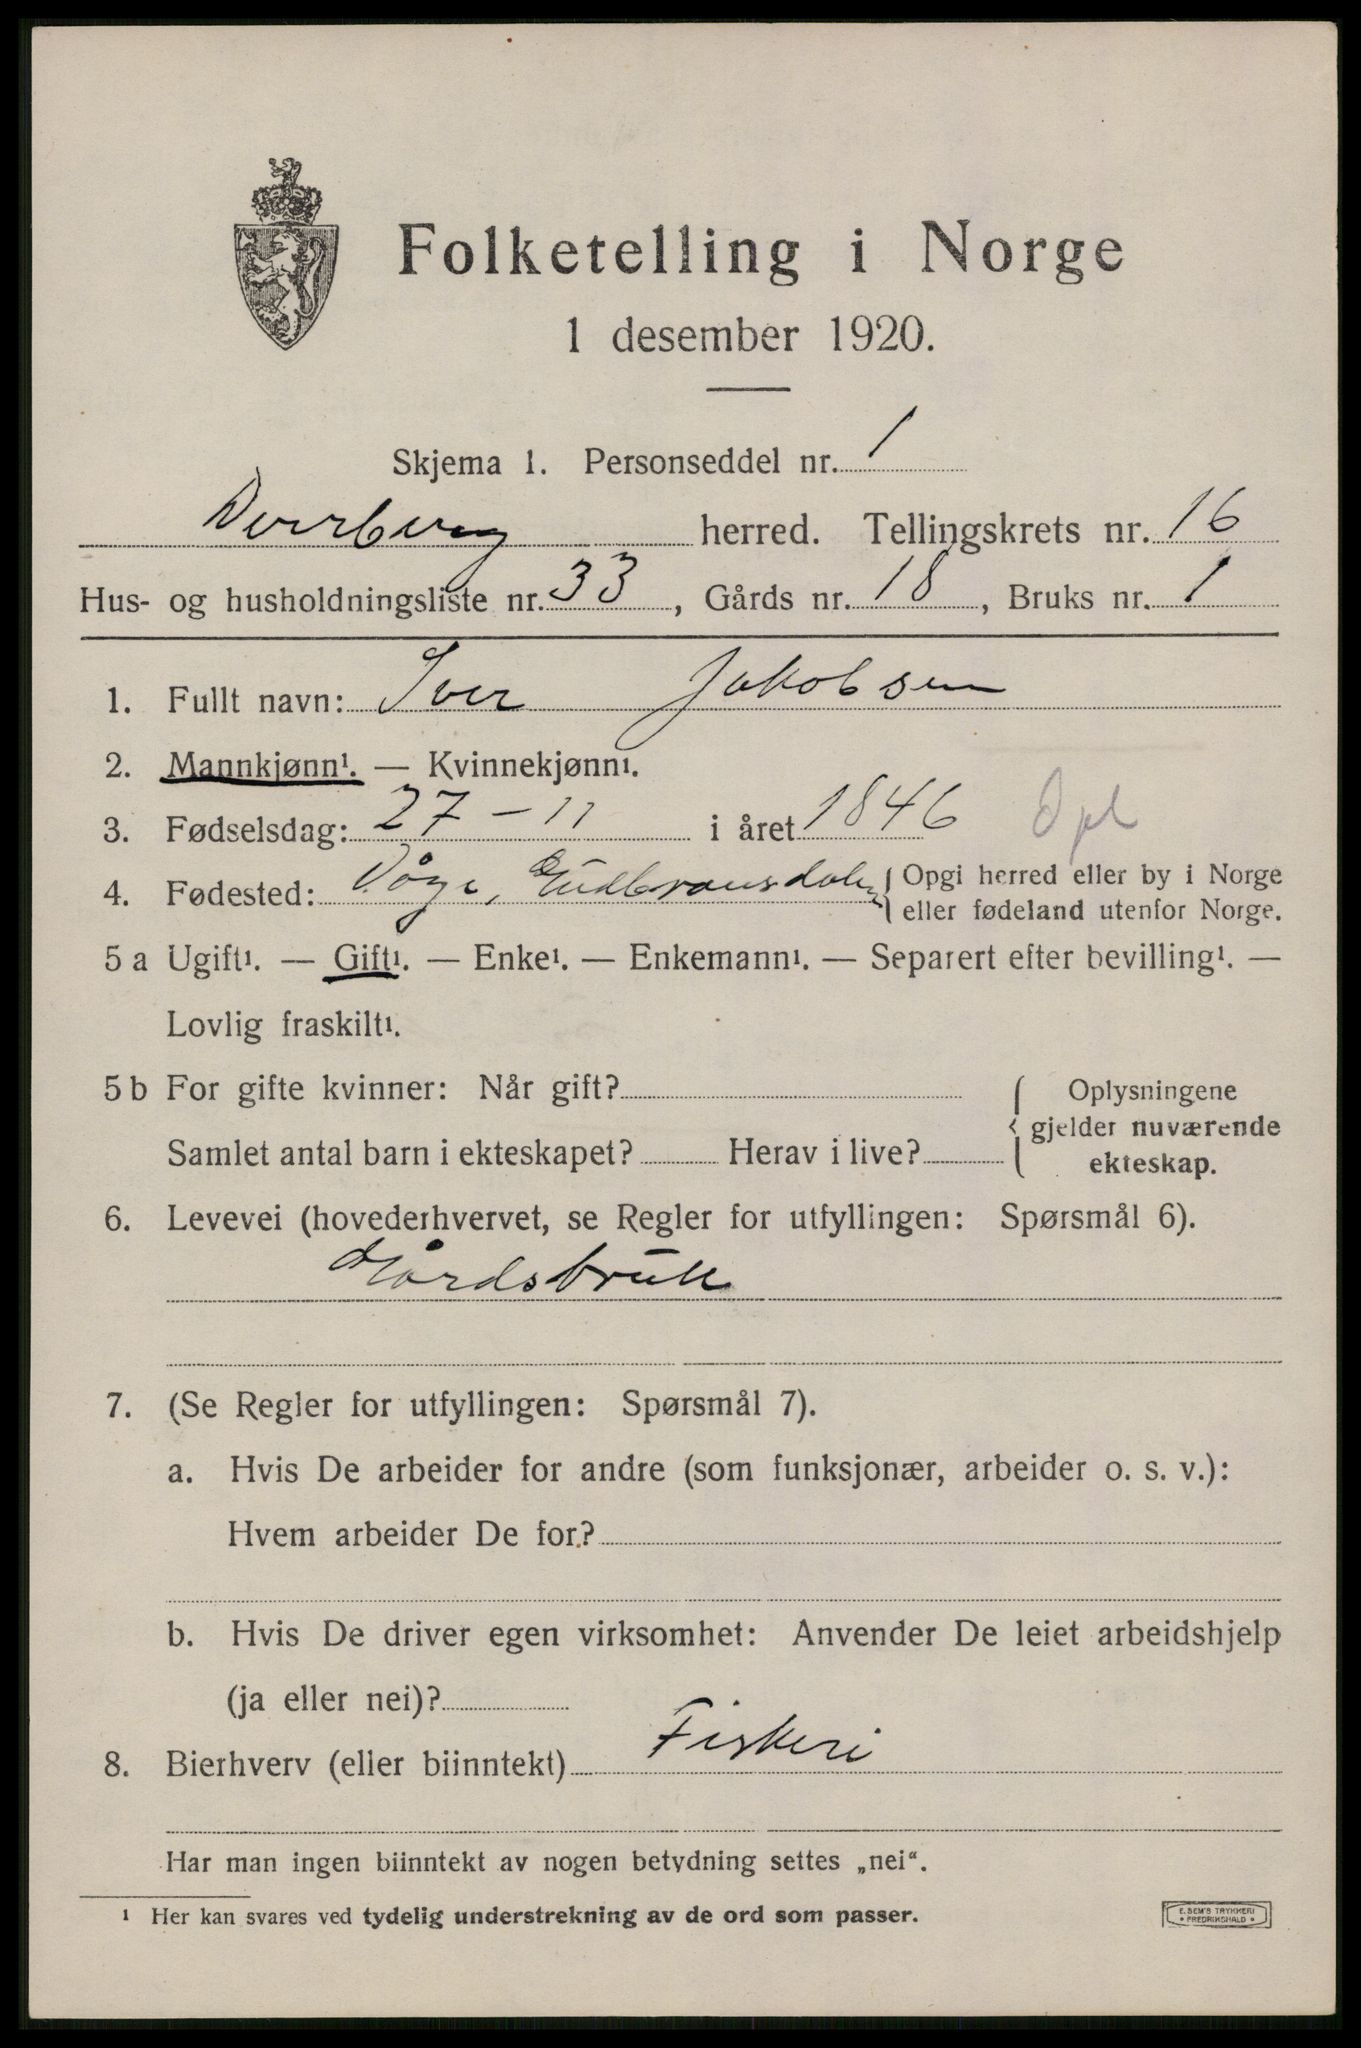 Folketelling i Norge
1 desember 1920.
Skjema 1. Personseddel nr. 1
Dverberg herred. Tellingskrets nr. 16
Hus- og husholdningsliste nr. 33, Gårds nr. 18, Bruks nr. 1
1. Fullt navn: Iver Jakobsen
2. Mannkjønn¹. — Kvinnekjønn¹.
3. Fødselsdag: 27 - 11 i året 1846 Opl
4. Fødested: Våge, Gudbransdalen { Opgi herred eller by i Norge
eller fødeland utenfor Norge.
5 a Ugift¹. — Gift¹. — Enke¹. — Enkemann¹. — Separert efter bevilling¹. —
Lovlig fraskilt¹.
5 b For gifte kvinner: Når gift?
Samlet antal barn i ekteskapet? Herav i live?
{ Oplysningene
gjelder nuværende
ekteskap.
6. Levevei (hovederhvervet, se Regler for utfyllingen: Spørsmål 6).
Gårdsbruk
7. (Se Regler for utfyllingen: Spørsmål 7).
a. Hvis De arbeider for andre (som funksjonær, arbeider o. s. v.):
Hvem arbeider De for?
b. Hvis De driver egen virksomhet: Anvender De leiet arbeidshjelp
(ja eller nei)?
8. Bierhverv (eller biinntekt) Fiskeri
Har man ingen biinntekt av nogen betydning settes „nei“.
¹ Her kan svares ved tydelig understrekning av de ord som passer.
E. SEM'S TRYKKERI
• FREDRIKSHALD •